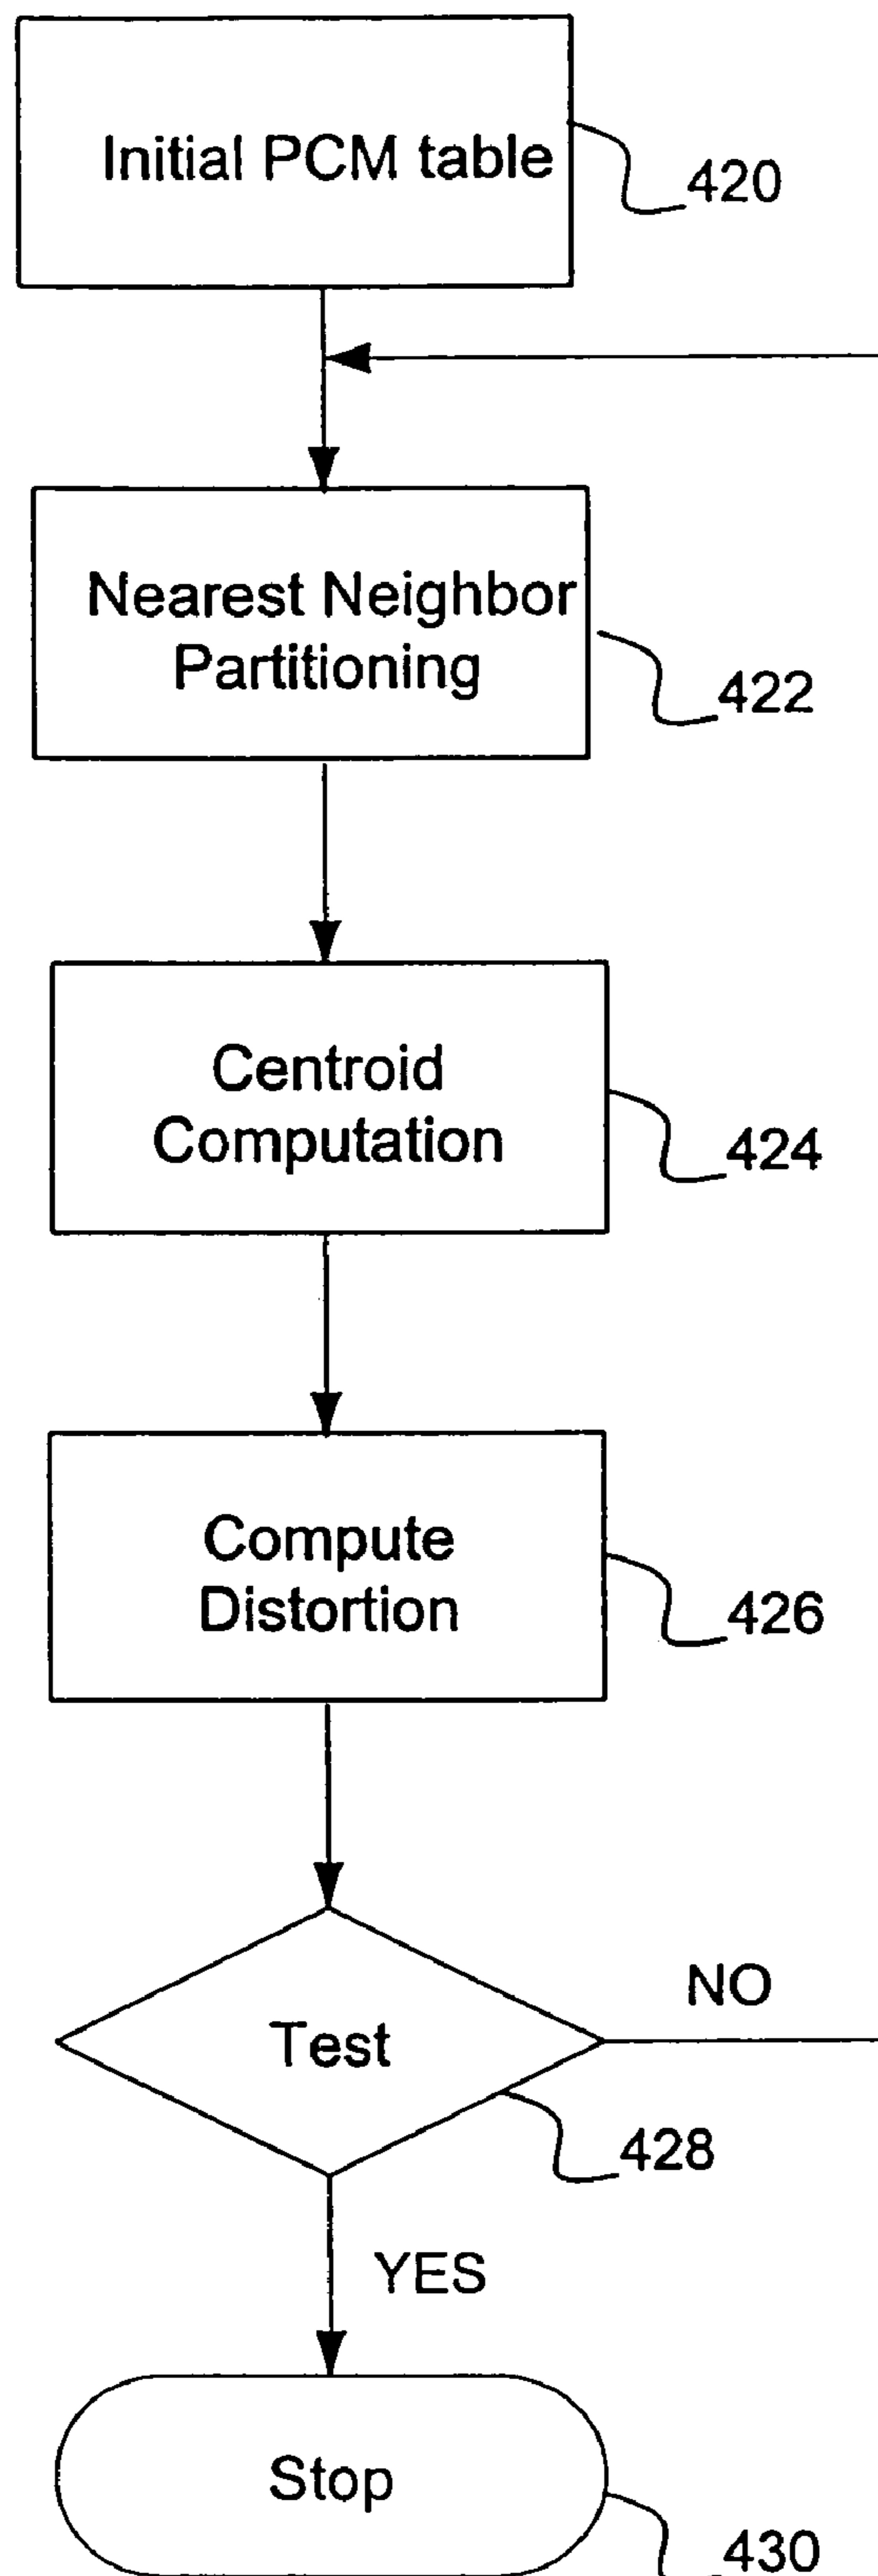 Initial PCM table
420
Nearest Neighbor
Partitioning
422
Centroid
Computation
424
Compute
Distortion
426
Test
NO
428
YES
Stop
430